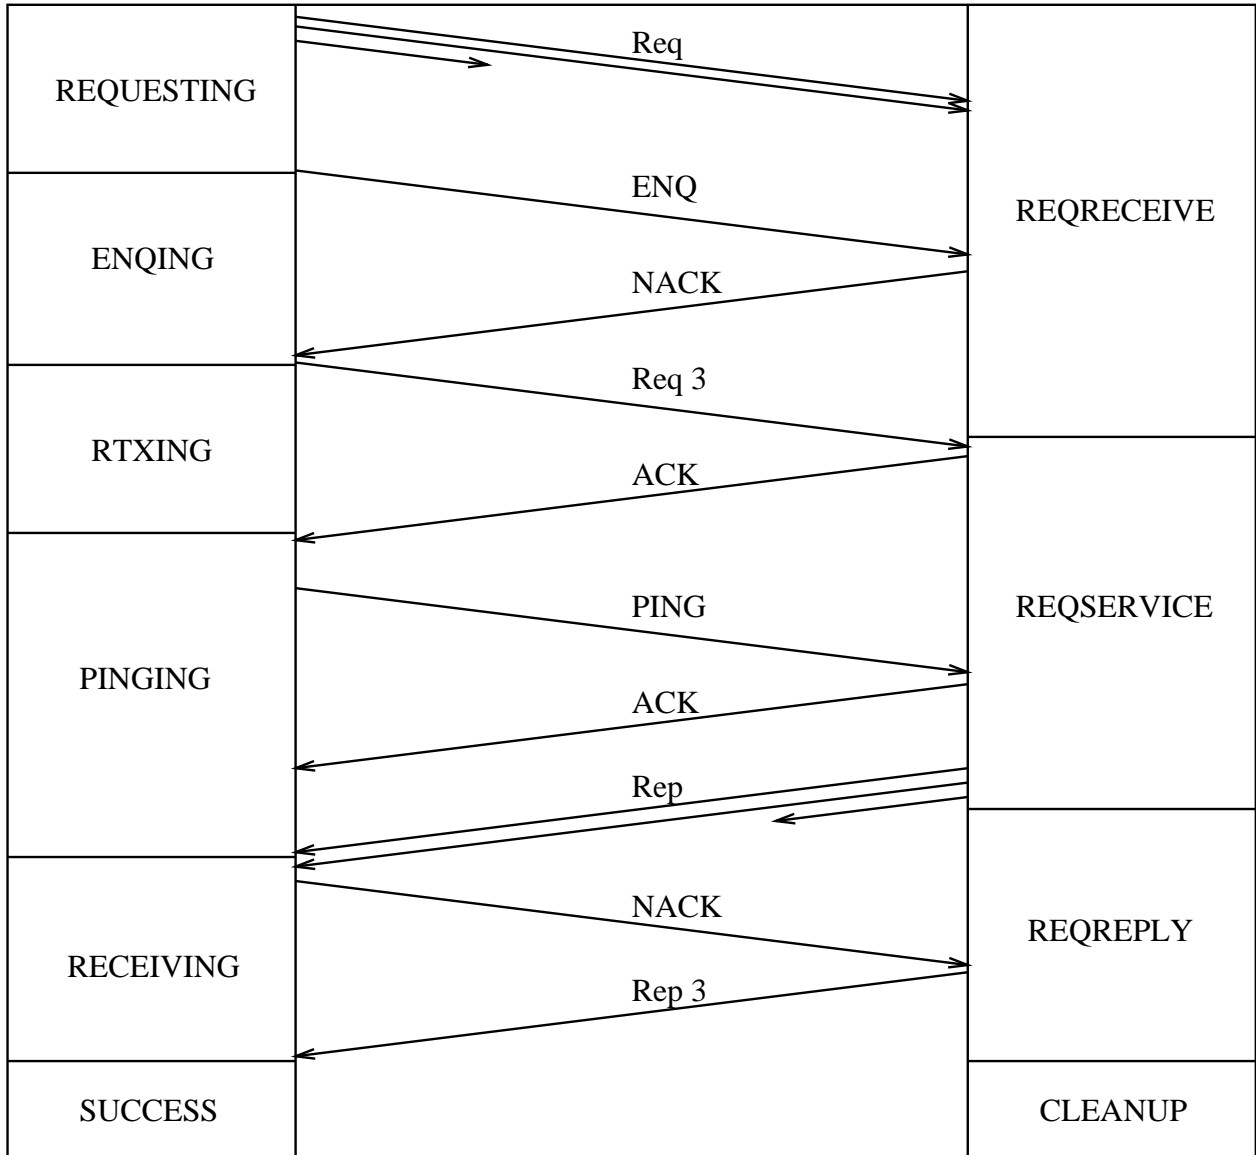 Req
REQUESTING
ENQ
REQRECEIVE
ENQING
NACK
Req 3
RTXING
ACK
PING
REQSERVICE
PINGING
ACK
Rep
NACK
REQREPLY
RECEIVING
Rep 3
SUCCESS
CLEANUP